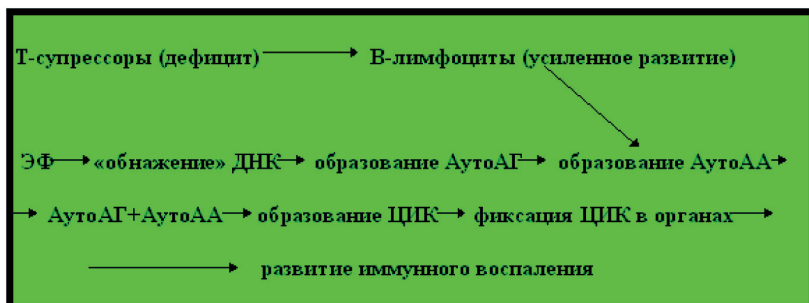 Т-супрессоры (дефицит) → В-лимфоциты (усиленное развитие)
ЭФ → «обнажение» ДНК → образование АутоАГ → образование АутоАА →
→ АутоАГ+АутоАА → образование ЦИК → фиксация ЦИК в органах →
→ развитие иммунного воспаления